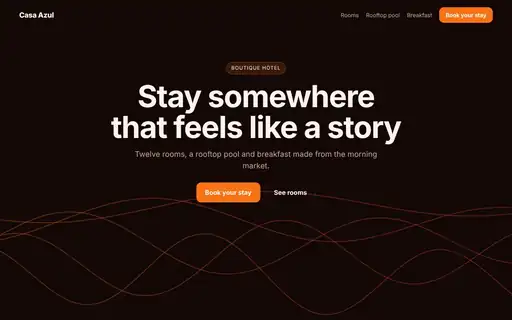 Casa Azul
Rooms
Rooftop pool
Breakfast
Book your stay
BOUTIQUE HOTEL
Stay somewhere
that feels like a story
Twelve rooms, a rooftop pool and breakfast made from the morning
market.
Book your stay
See rooms